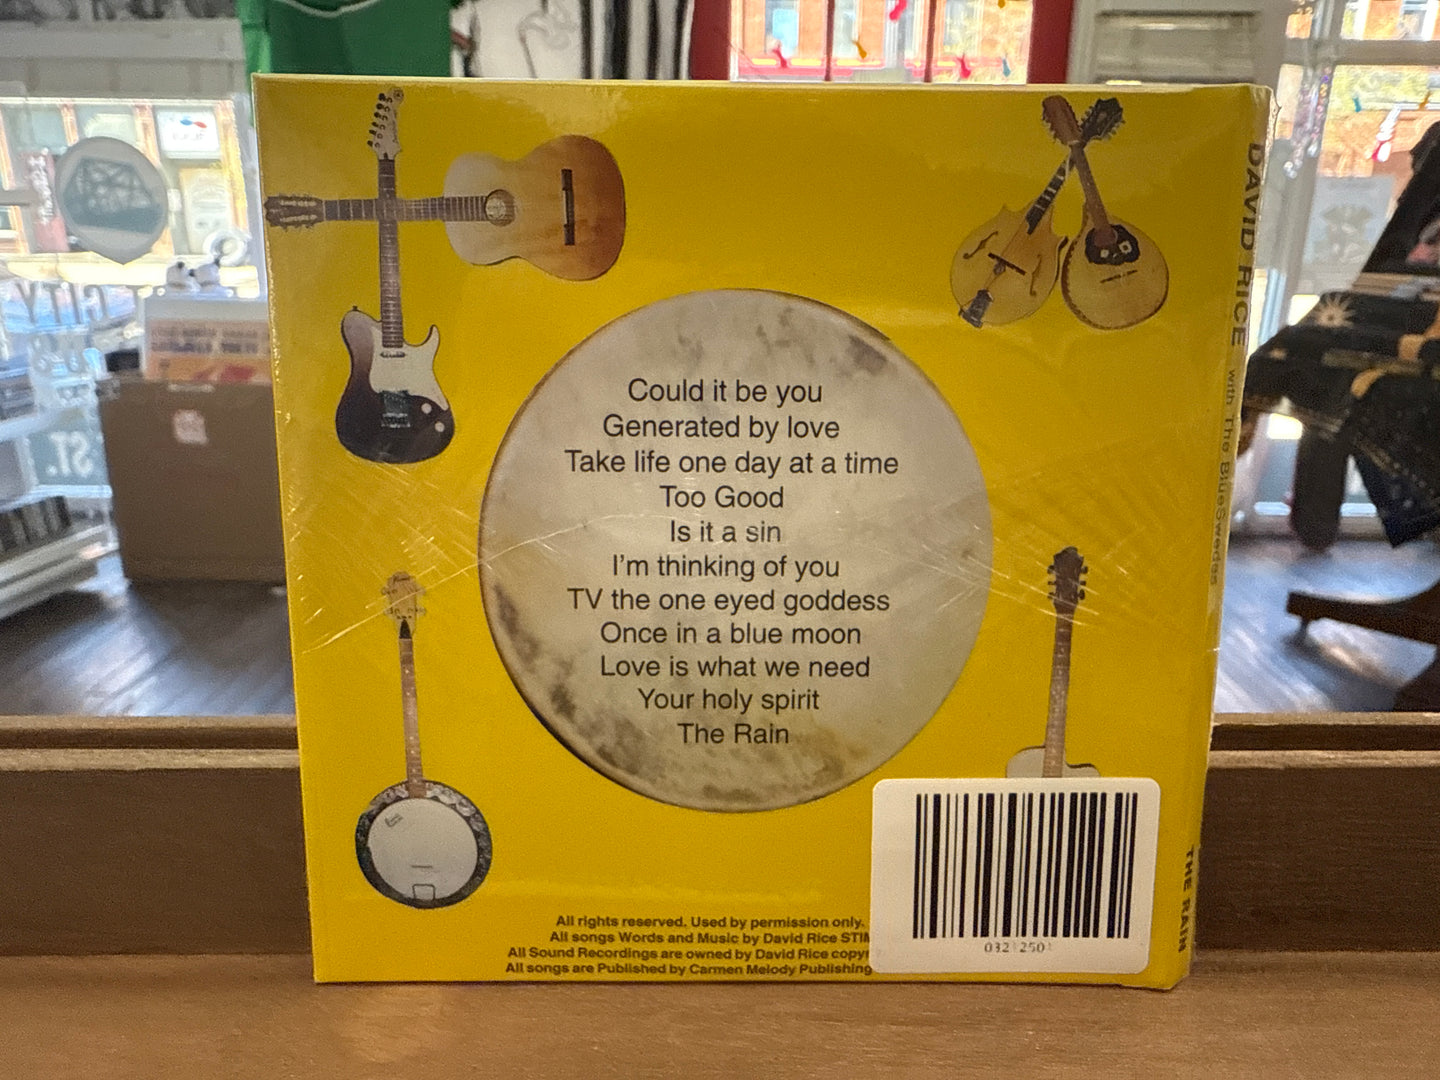 Could it be you
Generated by love
Take life one day at a time
Too Good
Is it a sin
I'm thinking of you
TV the one eyed goddess
Once in a blue moon
Love is what we need
Your holy spirit
The Rain
All rights reserved. Used by permission only.
All songs Words and Music by David Rice
All Sound Recordings are owned by David Rice
All songs are Published by Carmen Melody Publishing
DAVID RICE with The BlueSwedes
THE RAIN
ST.